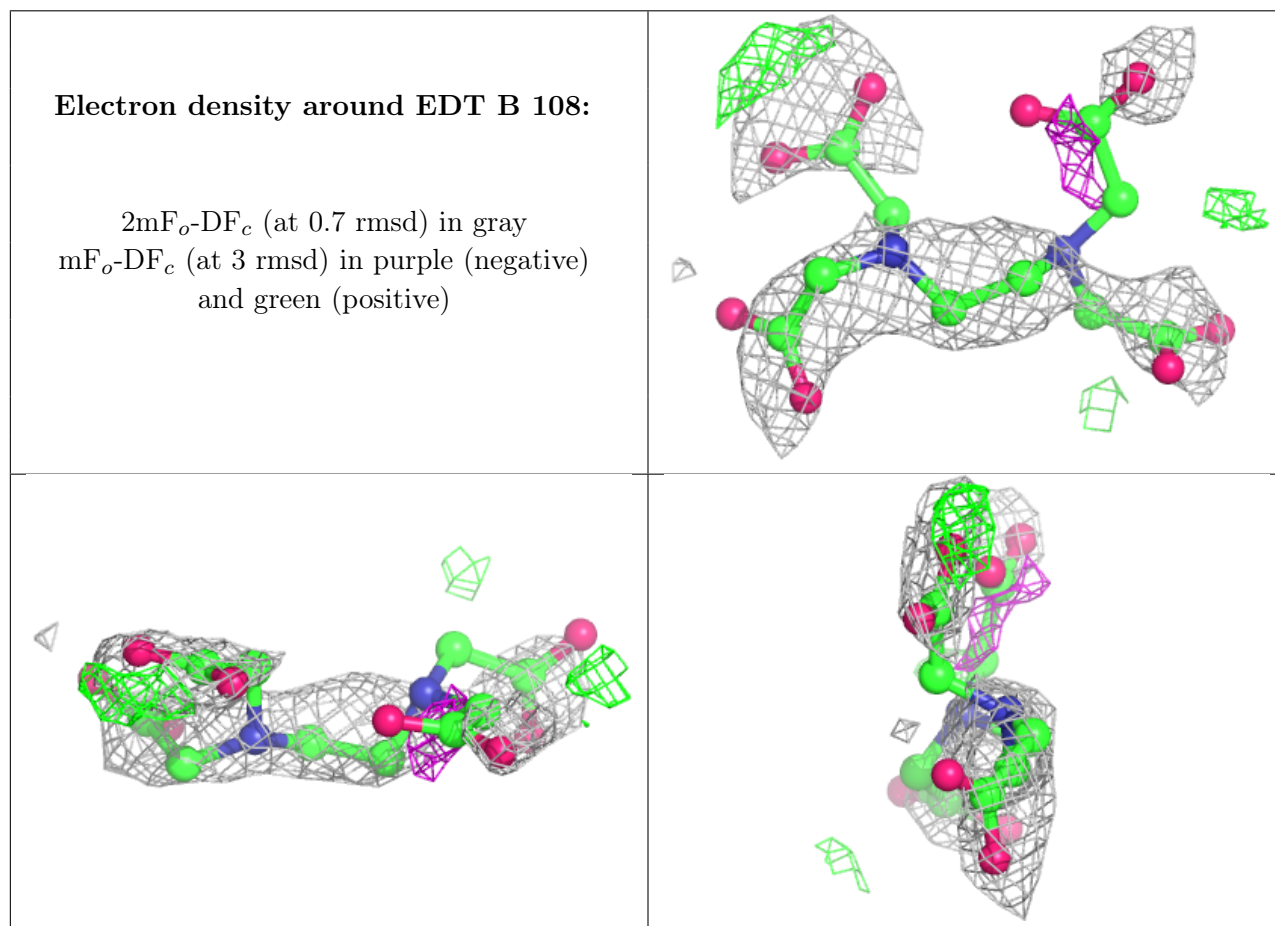 Electron density around EDT B 108:
2mFo-DFc (at 0.7 rmsd) in gray
mFo-DFc (at 3 rmsd) in purple (negative)
and green (positive)